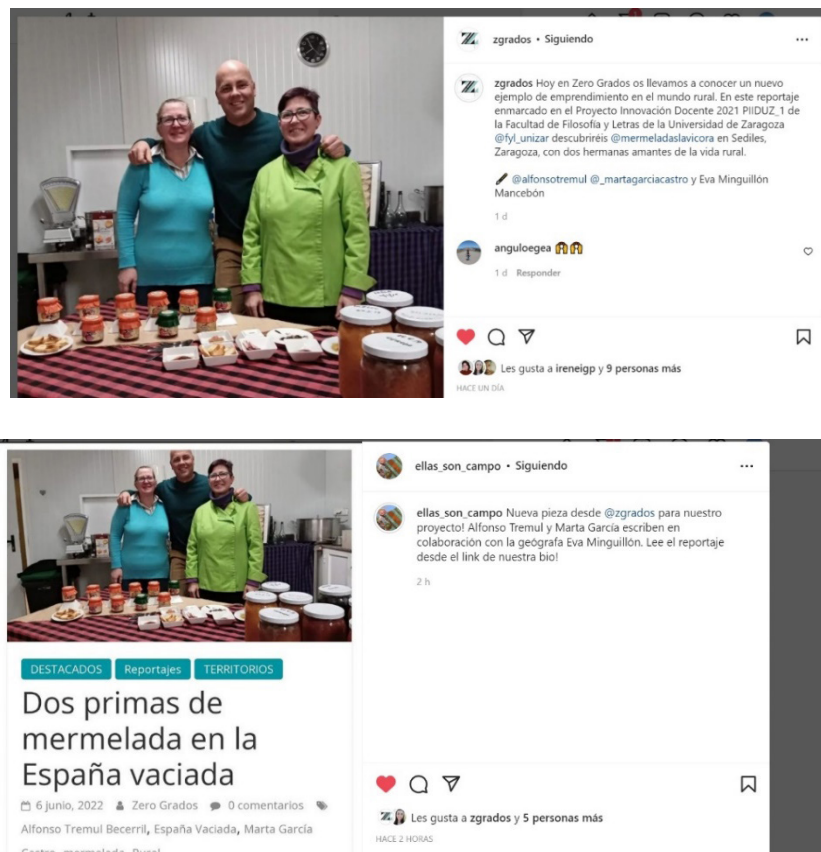 zgrados • Siguiendo
zgrados Hoy en Zero Grados os llevamos a conocer un nuevo
ejemplo de emprendimiento en el mundo rural. En este reportaje
enmarcado en el Proyecto Innovación Docente 2021 PIIDUZ_1 de
la Facultad de Filosofía y Letras de la Universidad de Zaragoza
@fyl_unizar descubriréis @mermeladaslavicora en Sediles,
Zaragoza, con dos hermanas amantes de la vida rural.
@alfonsotremul @_martagarciacastro y Eva Minguillón
Mancebón
1 d
anguloegea
1 d Responder
Les gusta a ireneigp y 9 personas más
HACE UN DÍA
ellas_son_campo • Siguiendo
ellas_son_campo Nueva pieza desde @zgrados para nuestro
proyecto! Alfonso Tremul y Marta García escriben en
colaboración con la geógrafa Eva Minguillón. Lee el reportaje
desde el link de nuestra bio!
2 h
DESTACADOS Reportajes TERRITORIOS
Dos primas de
mermelada en la
España vaciada
6 junio, 2022 Zero Grados 0 comentarios
Alfonso Tremul Becerril, España Vaciada, Marta García
Les gusta a zgrados y 5 personas más
HACE 2 HORAS